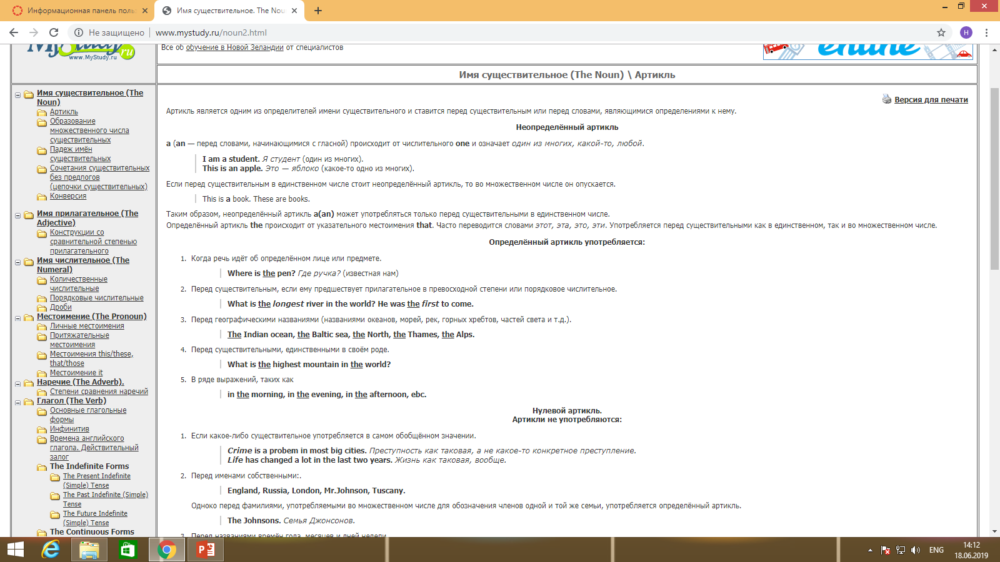 Информационная панель поль
Имя существительное. The Nou
Не защищено
www.mystudy.ru/noun2.html
Н
MyStudy.ru
www.MyStudy.ru
Все об обучение в Новой Зеландии от специалистов
online
Имя существительное (The Noun) \ Артикль
Имя существительное (The
Noun)
Артикль
Образование
множественного числа
существительных
Падеж имён
существительных
Сочетания существительных
без предлогов
(цепочки существительных)
Конверсия
Имя прилагательное (The
Adjective)
Конструкции со
сравнительной степенью
прилагательного
Имя числительное (The
Numeral)
Количественные
числительные
Порядковые числительные
Дроби
Местоимение (The Pronoun)
Личные местоимения
Притяжательные
местоимения
Местоимения this/these,
that/those
Местоимение it
Наречие (The Adverb).
Степени сравнения наречий
Глагол (The Verb)
Основные глагольные
формы
Инфинитив
Времена английского
глагола. Действительный
залог
The Indefinite Forms
The Present Indefinite
(Simple) Tense
The Past Indefinite (Simple)
Tense
The Future Indefinite
(Simple) Tense
The Continuous Forms
Версия для печати
Артикль является одним из определителей имени существительного и ставится перед существительным или перед словами, являющимися определениями к нему.
Неопределённый артикль
a (an — перед словами, начинающимися с гласной) происходит от числительного one и означает один из многих, какой-то, любой.
I am a student. Я студент (один из многих).
This is an apple. Это — яблоко (какое-то одно из многих).
Если перед существительным в единственном числе стоит неопределённый артикль, то во множественном числе он опускается.
This is a book. These are books.
Таким образом, неопределённый артикль a(an) может употребляться только перед существительными в единственном числе.
Определённый артикль the происходит от указательного местоимения that. Часто переводится словами этот, эта, это, эти. Употребляется перед существительными как в единственном, так и во множественном числе.
Определённый артикль употребляется:
1. Когда речь идёт об определённом лице или предмете.
Where is the pen? Где ручка? (известная нам)
2. Перед существительным, если ему предшествует прилагательное в превосходной степени или порядковое числительное.
What is the longest river in the world? He was the first to come.
3. Перед географическими названиями (названиями океанов, морей, рек, горных хребтов, частей света и т.д.).
The Indian ocean, the Baltic sea, the North, the Thames, the Alps.
4. Перед существительными, единственными в своём роде.
What is the highest mountain in the world?
5. В ряде выражений, таких как
in the morning, in the evening, in the afternoon, ebc.
Нулевой артикль.
Артикли не употребляются:
1. Если какое-либо существительное употребляется в самом обобщённом значении.
Crime is a probem in most big cities. Преступность как таковая, а не какое-то конкретное преступление.
Life has changed a lot in the last two years. Жизнь как таковая, вообще.
2. Перед именами собственными:.
England, Russia, London, Mr.Johnson, Tuscany.
Одноко перед фамилиями, употребляемыми во множественном числе для обозначения членов одной и той же семьи, употребляется определённый артикль.
The Johnsons. Семья Джонсонов.
3. Перед названиями времён года, месяцев и дней недели.
ENG
14:12
18.06.2019